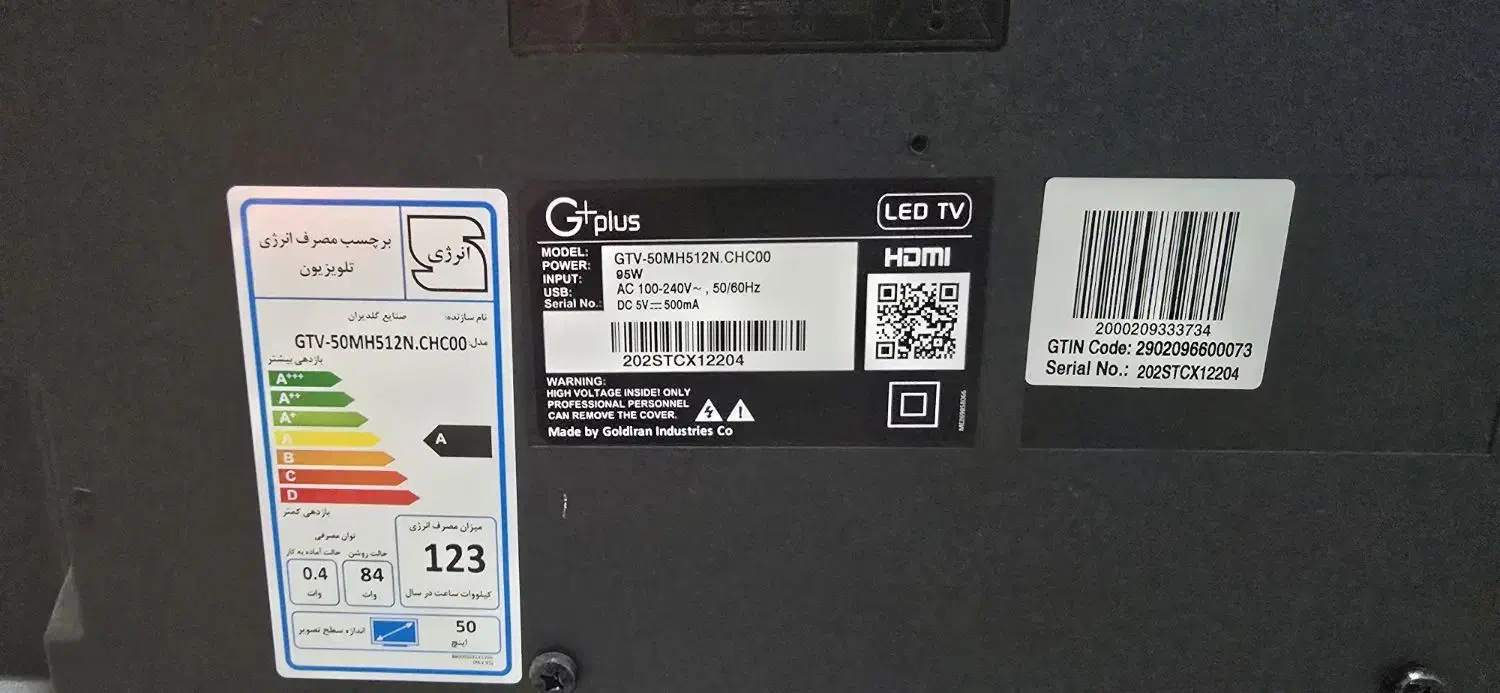 برچسب مصرف انرژی
تلویزیون
انرژی
نام سازنده: صنایع گلدیران
مدل: GTV-50MH512N.CHC00
بازدهی بیشتر
A+++
A++
A+
A
B
C
D
A
بازدهی کمتر
توان مصرفی
حالت روشن حالت آماده به کار
84
وات
0.4
وات
میزان مصرف انرژی
123
کیلووات ساعت در سال
اندازه سطح تصویر
50
اینچ
G+plus
LED TV
HDMI
MODEL: GTV-50MH512N.CHC00
POWER: 95W
INPUT: AC 100-240V~ , 50/60Hz
USB: DC 5V⎓500mA
Serial No.:
202STCX12204
WARNING:
HIGH VOLTAGE INSIDE! ONLY
PROFESSIONAL PERSONNEL
CAN REMOVE THE COVER.
Made by Goldiran Industries Co
2000209333734
GTIN Code: 2902096600073
Serial No.: 202STCX12204